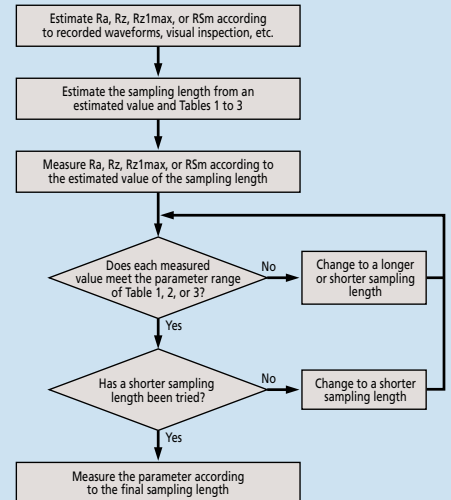 Estimate Ra, Rz, Rz1max, or RSm according
to recorded waveforms, visual inspection, etc.
Estimate the sampling length from an
estimated value and Tables 1 to 3
Measure Ra, Rz, Rz1max, or RSm according to
the estimated value of the sampling length
Does each measured
value meet the parameter range
of Table 1, 2, or 3?
No
Change to a longer
or shorter sampling
length
Yes
Has a shorter sampling
length been tried?
No
Change to a shorter
sampling length
Yes
Measure the parameter according
to the final sampling length